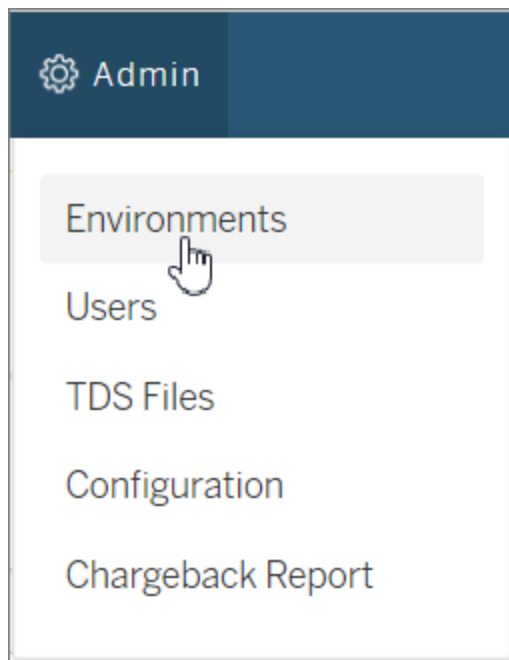 Admin
Environments
Users
TDS Files
Configuration
Chargeback Report